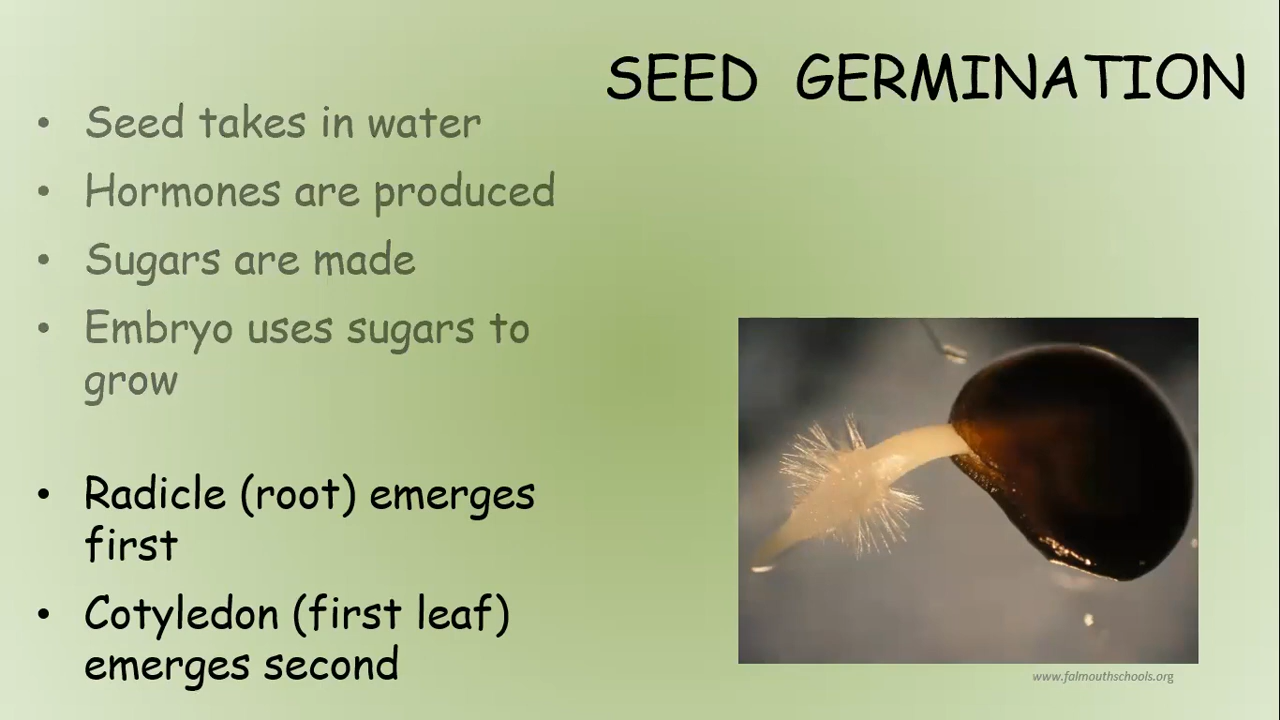 SEED GERMINATION
• Seed takes in water
• Hormones are produced
• Sugars are made
• Embryo uses sugars to
grow
• Radicle (root) emerges
first
• Cotyledon (first leaf)
emerges second
www.falmouthschools.org